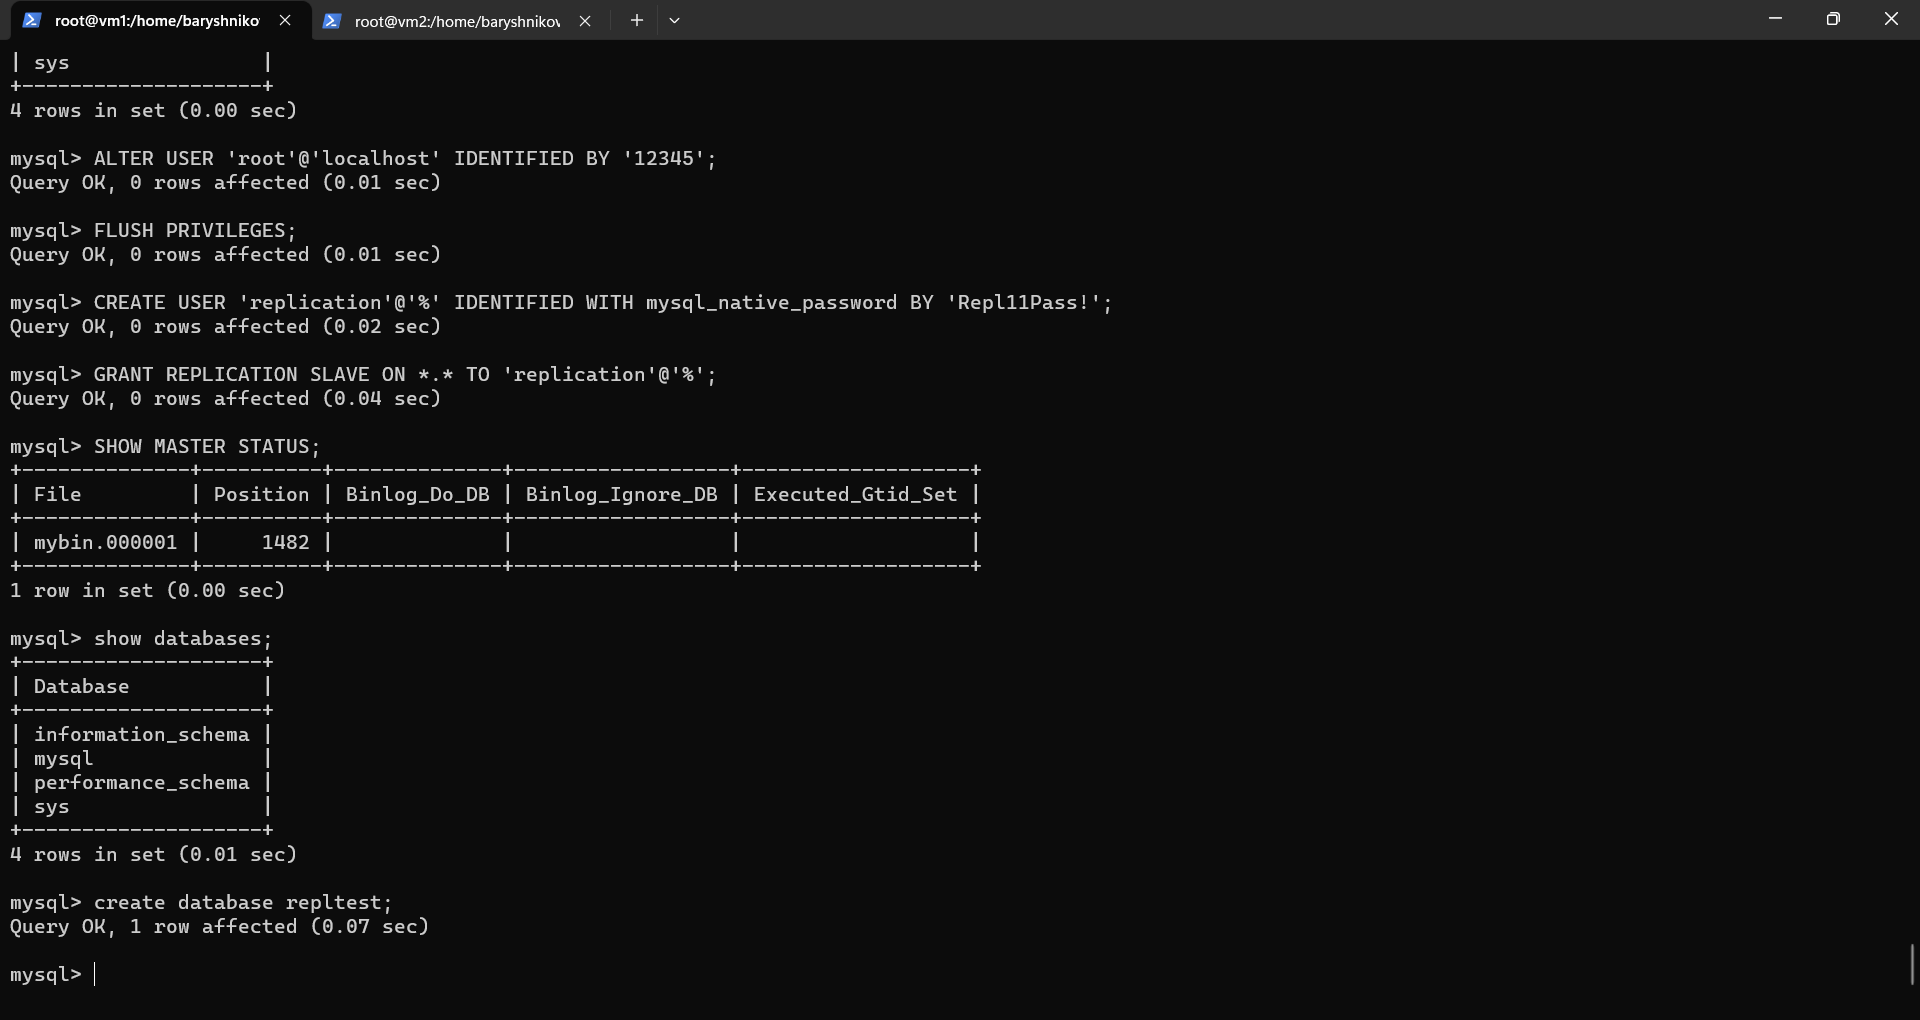 root@vm1:/home/baryshniko
root@vm2:/home/baryshnikov
| sys                |
+--------------------+
4 rows in set (0.00 sec)
mysql> ALTER USER 'root'@'localhost' IDENTIFIED BY '12345';
Query OK, 0 rows affected (0.01 sec)
mysql> FLUSH PRIVILEGES;
Query OK, 0 rows affected (0.01 sec)
mysql> CREATE USER 'replication'@'%' IDENTIFIED WITH mysql_native_password BY 'Repl11Pass!';
Query OK, 0 rows affected (0.02 sec)
mysql> GRANT REPLICATION SLAVE ON *.* TO 'replication'@'%';
Query OK, 0 rows affected (0.04 sec)
mysql> SHOW MASTER STATUS;
+--------------+----------+--------------+------------------+-------------------+
| File         | Position | Binlog_Do_DB | Binlog_Ignore_DB | Executed_Gtid_Set |
+--------------+----------+--------------+------------------+-------------------+
| mybin.000001 |     1482 |              |                  |                   |
+--------------+----------+--------------+------------------+-------------------+
1 row in set (0.00 sec)
mysql> show databases;
+--------------------+
| Database           |
+--------------------+
| information_schema |
| mysql              |
| performance_schema |
| sys                |
+--------------------+
4 rows in set (0.01 sec)
mysql> create database repltest;
Query OK, 1 row affected (0.07 sec)
mysql>